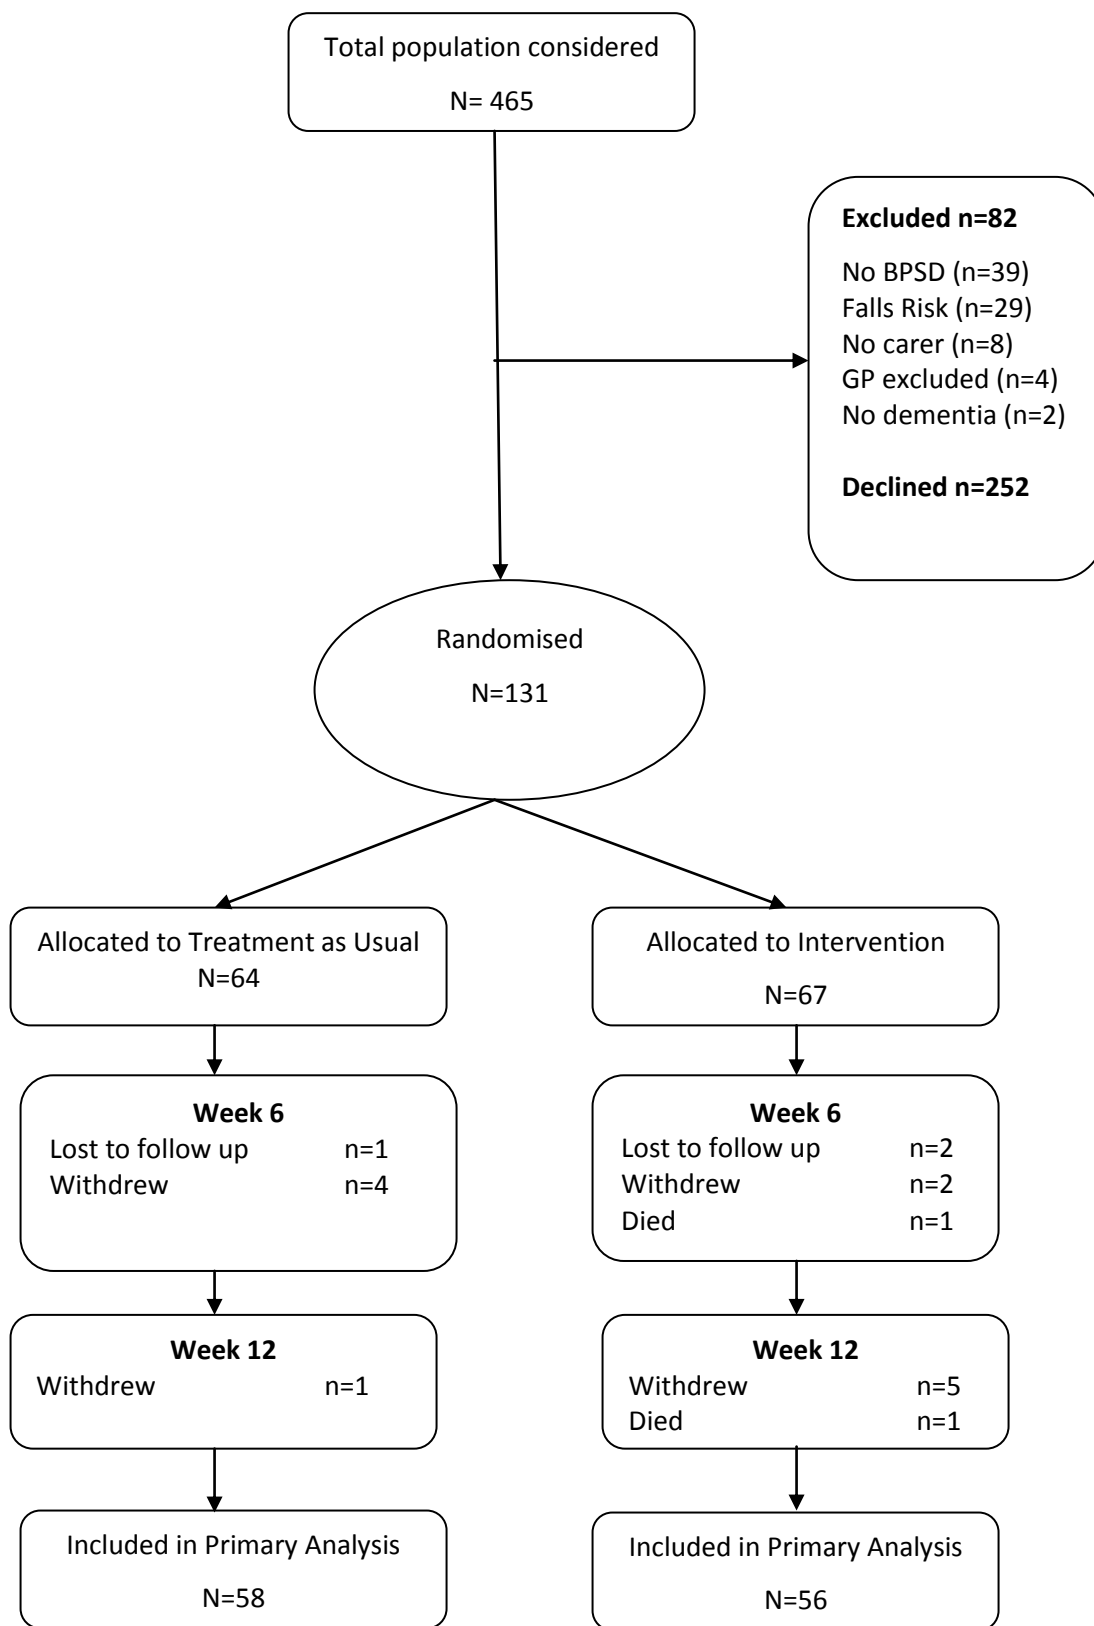 Total population considered
N= 465
Excluded n=82
No BPSD (n=39)
Falls Risk (n=29)
No carer (n=8)
GP excluded (n=4)
No dementia (n=2)
Declined n=252
Randomised
N=131
Allocated to Treatment as Usual
N=64
Allocated to Intervention
N=67
Week 6
Lost to follow up n=1
Withdrew n=4
Week 6
Lost to follow up n=2
Withdrew n=2
Died n=1
Week 12
Withdrew n=1
Week 12
Withdrew n=5
Died n=1
Included in Primary Analysis
N=58
Included in Primary Analysis
N=56